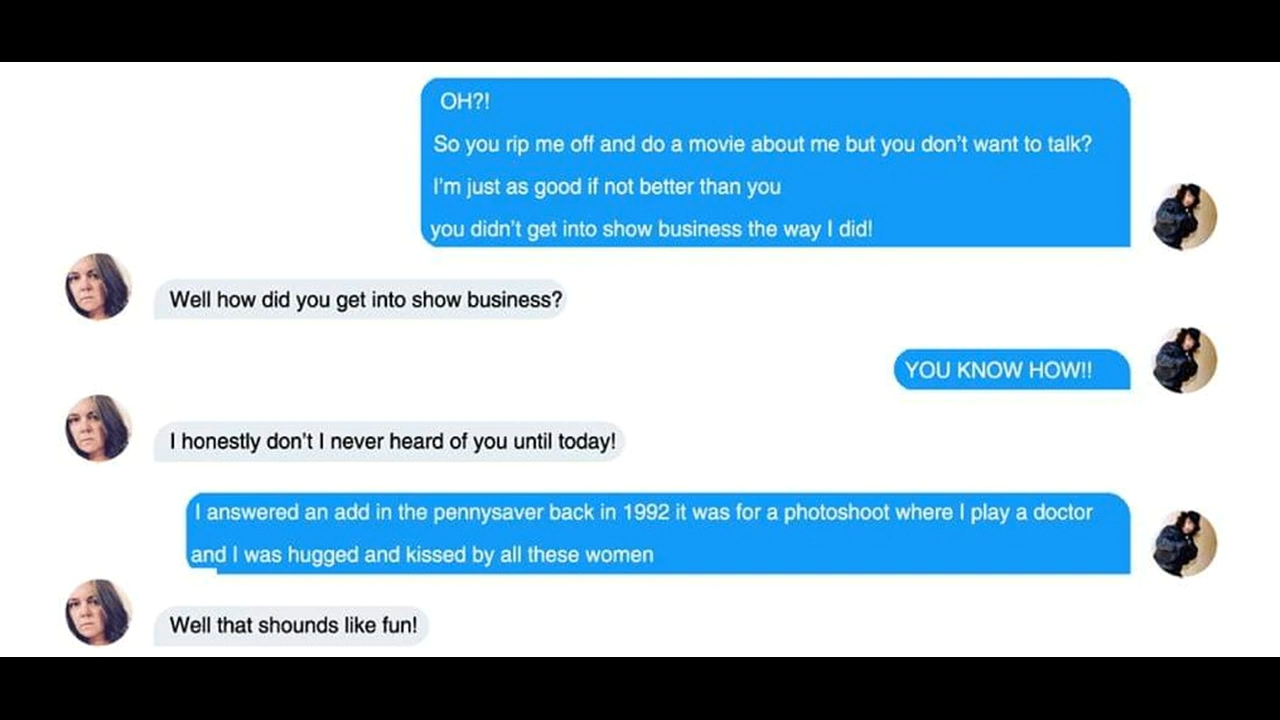 OH?!
So you rip me off and do a movie about me but you don't want to talk?
I'm just as good if not better than you
you didn't get into show business the way I did!
Well how did you get into show business?
YOU KNOW HOW!!
I honestly don't I never heard of you until today!
I answered an add in the pennysaver back in 1992 it was for a photoshoot where I play a doctor
and I was hugged and kissed by all these women
Well that shounds like fun!